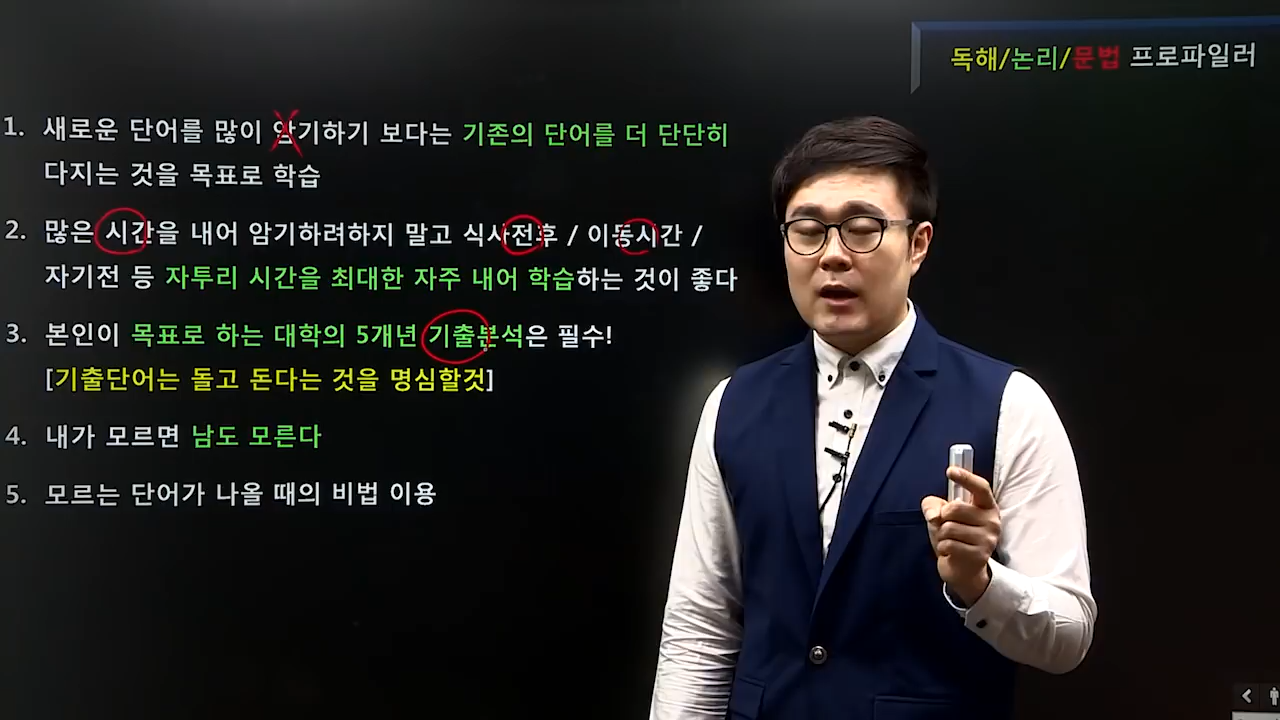 독해/논리/문법 프로파일러
1. 새로운 단어를 많이 암기하기 보다는 기존의 단어를 더 단단히
다지는 것을 목표로 학습
2. 많은 시간을 내어 암기하려하지 말고 식사전후 / 이동시간 /
자기전 등 자투리 시간을 최대한 자주 내어 학습하는 것이 좋다
3. 본인이 목표로 하는 대학의 5개년 기출분석은 필수!
[기출단어는 돌고 돈다는 것을 명심할것]
4. 내가 모르면 남도 모른다
5. 모르는 단어가 나올 때의 비법 이용